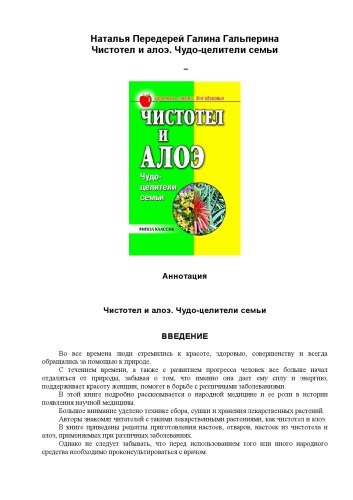 Наталья Передерей Галина Гальперина
Чистотел и алоэ. Чудо-целители семьи
–
для здоровья
ЧИСТОТЕЛ
И
АЛОЭ
Чудо-
целители
семьи
РИПОЛ КЛАССИК
Аннотация
Чистотел и алоэ. Чудо-целители семьи
ВВЕДЕНИЕ
Во все времена люди стремились к красоте, здоровью, совершенству и всегда
обращались за помощью к природе.
С течением времени, а также с развитием прогресса человек все больше начал
отдаляться от природы, забывая о том, что именно она дает ему силу и энергию,
поддерживает красоту женщин, помогает в борьбе с различными заболеваниями.
В этой книге подробно рассказывается о народной медицине и ее роли в истории
появления научной медицины.
Большое внимание уделено технике сбора, сушки и хранения лекарственных растений.
Авторы знакомят читателей с такими лекарственными растениями, как чистотел и алоэ.
В книге приведены рецепты приготовления настоев, отваров, настоек из чистотела и
алоэ, применяемых при различных заболеваниях.
Однако не следует забывать, что перед использованием того или иного народного
средства необходимо проконсультироваться с врачом.